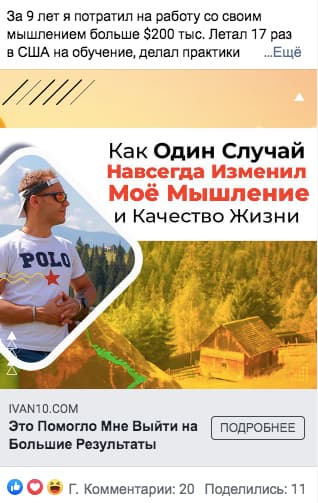 За 9 лет я потратил на работу со своим
мышлением больше $200 тыс. Летал 17 раз
в США на обучение, делал практики ...Ещё
Как Один Случай
Навсегда Изменил
Моё Мышление
и Качество Жизни
POLO
IVAN10.COM
Это Помогло Мне Выйти на
Большие Результаты
ПОДРОБНЕЕ
Г. Комментарии: 20 Поделились: 11